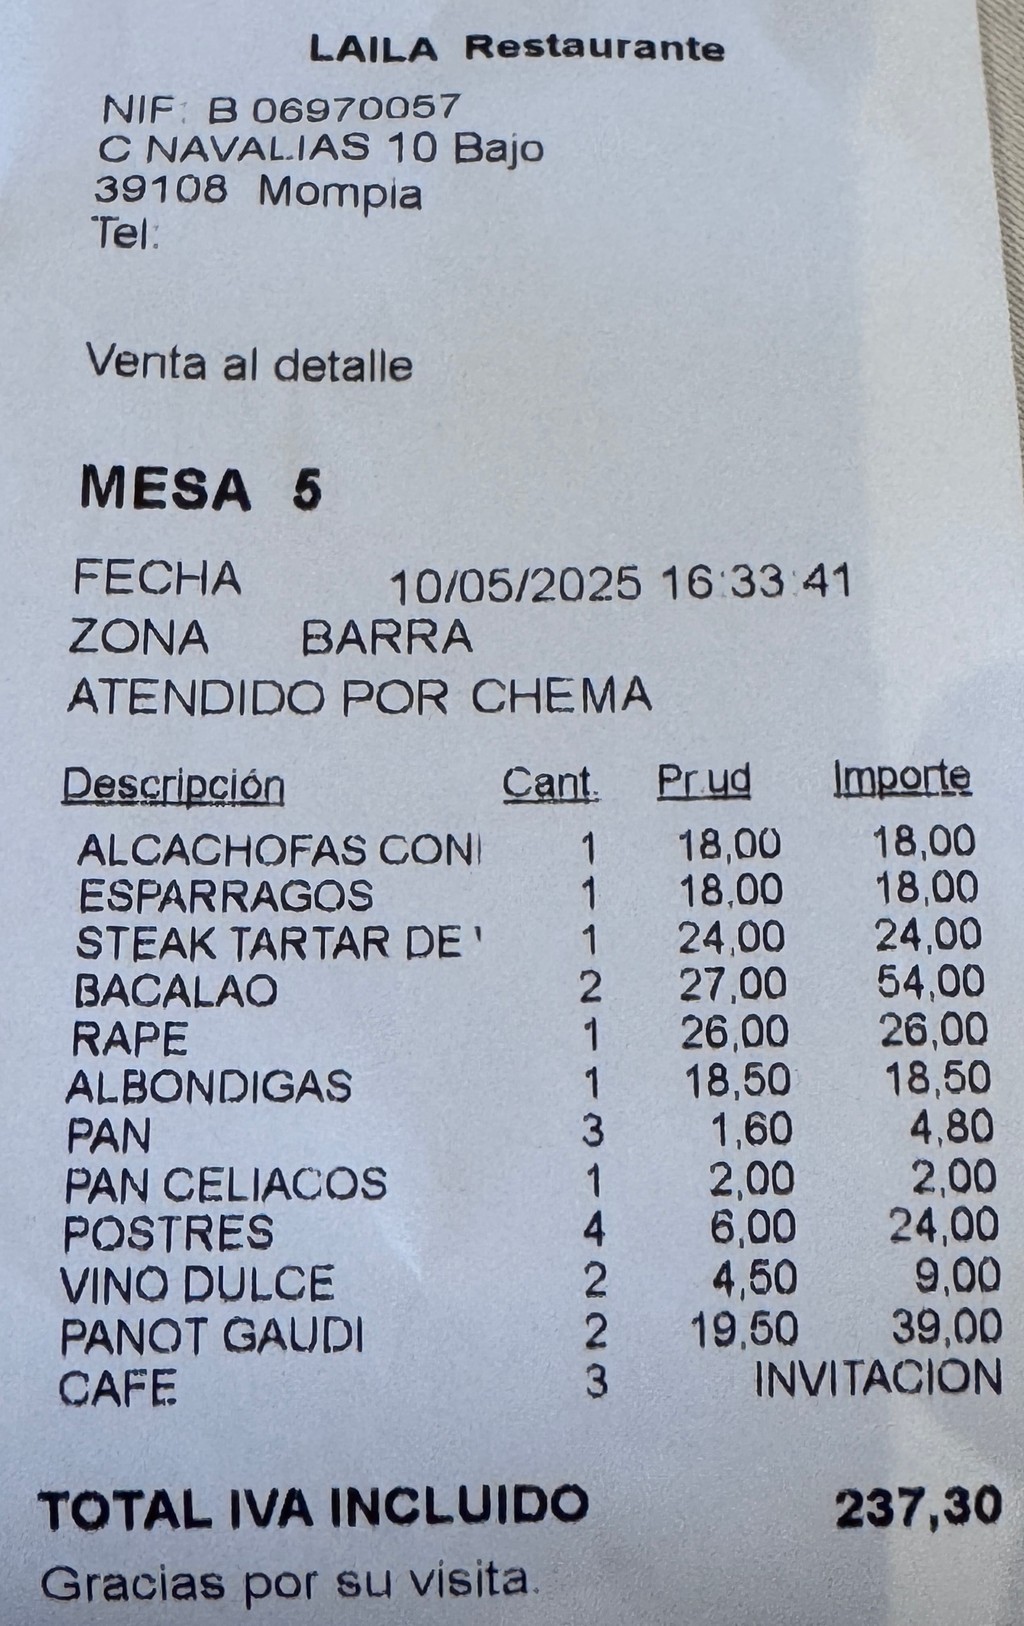 LAILA Restaurante
NIF: B 06970057
C NAVALIAS 10 Bajo
39108 Mompia
Tel:
Venta al detalle
MESA 5
FECHA 10/05/2025 16:33:41
ZONA BARRA
ATENDIDO POR CHEMA
Descripción Cant. Pr.ud Importe
ALCACHOFAS CON 1 18,00 18,00
ESPARRAGOS 1 18,00 18,00
STEAK TARTAR DE 1 24,00 24,00
BACALAO 2 27,00 54,00
RAPE 1 26,00 26,00
ALBONDIGAS 1 18,50 18,50
PAN 3 1,60 4,80
PAN CELIACOS 1 2,00 2,00
POSTRES 4 6,00 24,00
VINO DULCE 2 4,50 9,00
PANOT GAUDI 2 19,50 39,00
CAFE 3 INVITACION
TOTAL IVA INCLUIDO 237,30
Gracias por su visita.